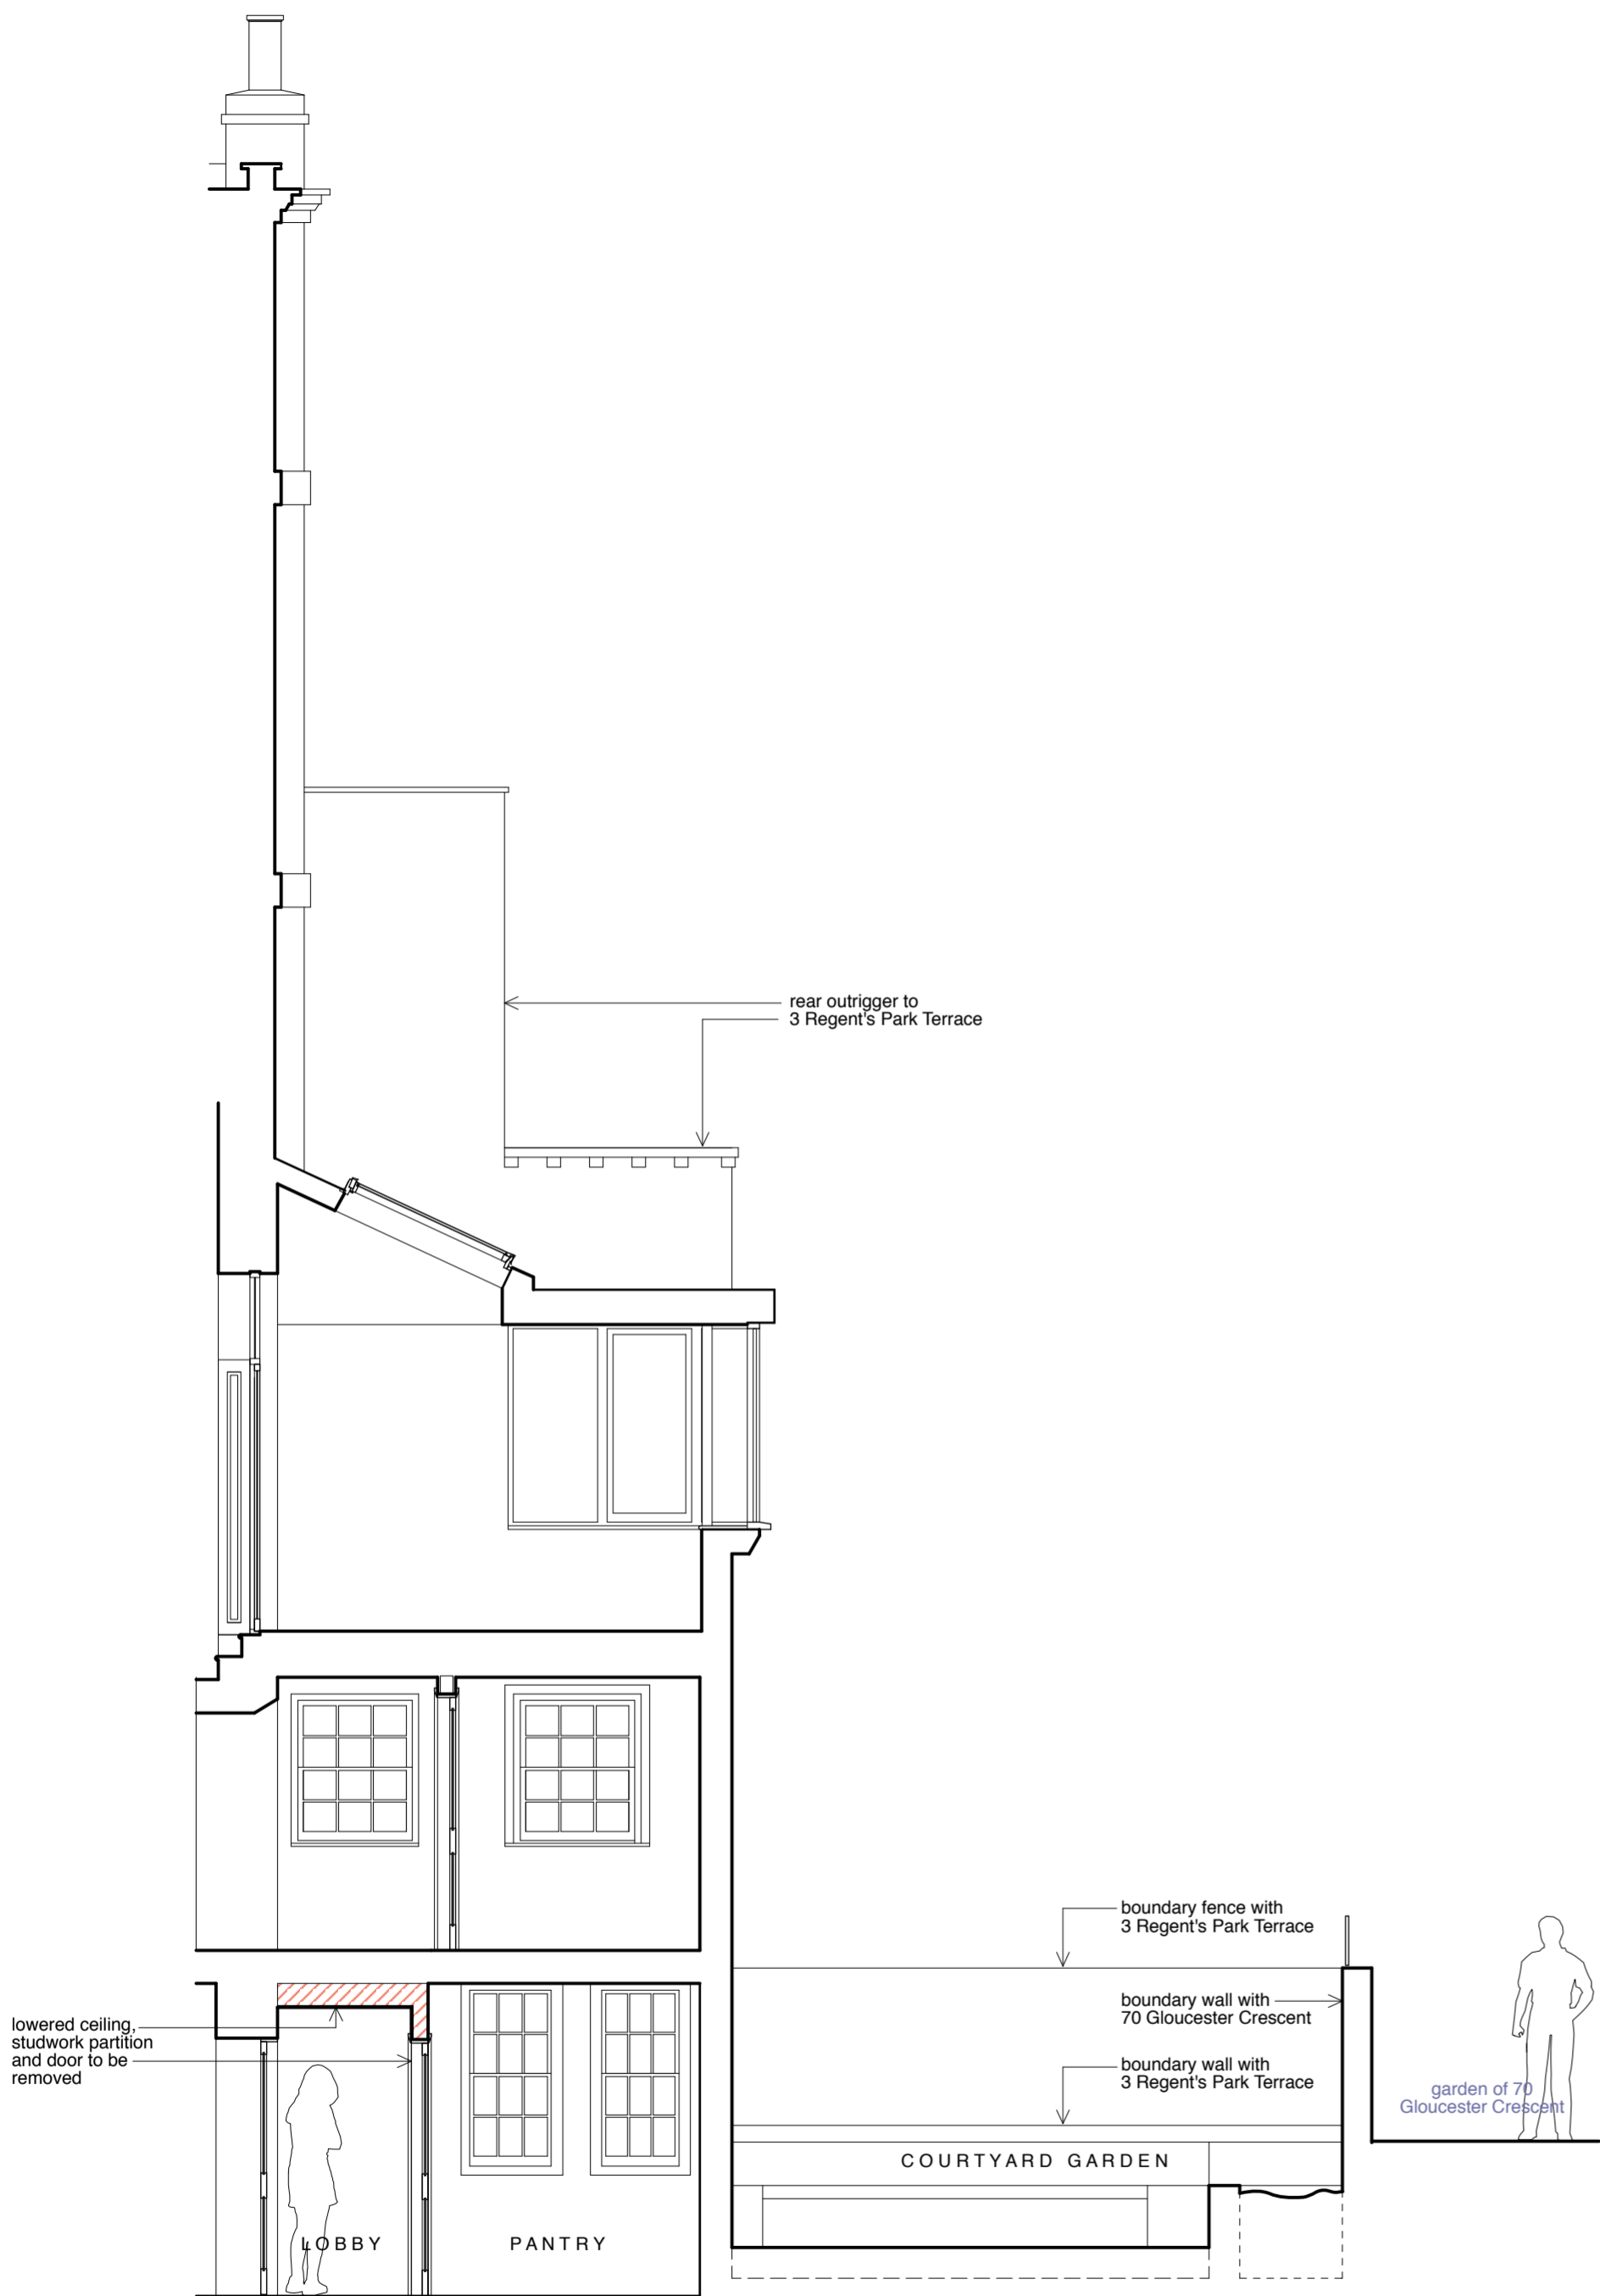 rear outrigger to
3 Regent's Park Terrace
boundary fence with
3 Regent's Park Terrace
boundary wall with
70 Gloucester Crescent
lowered ceiling,
studwork partition
and door to be
removed
boundary wall with
3 Regent's Park Terrace
garden of 70
Gloucester Crescent
COURTYARD GARDEN
LOBBY
PANTRY